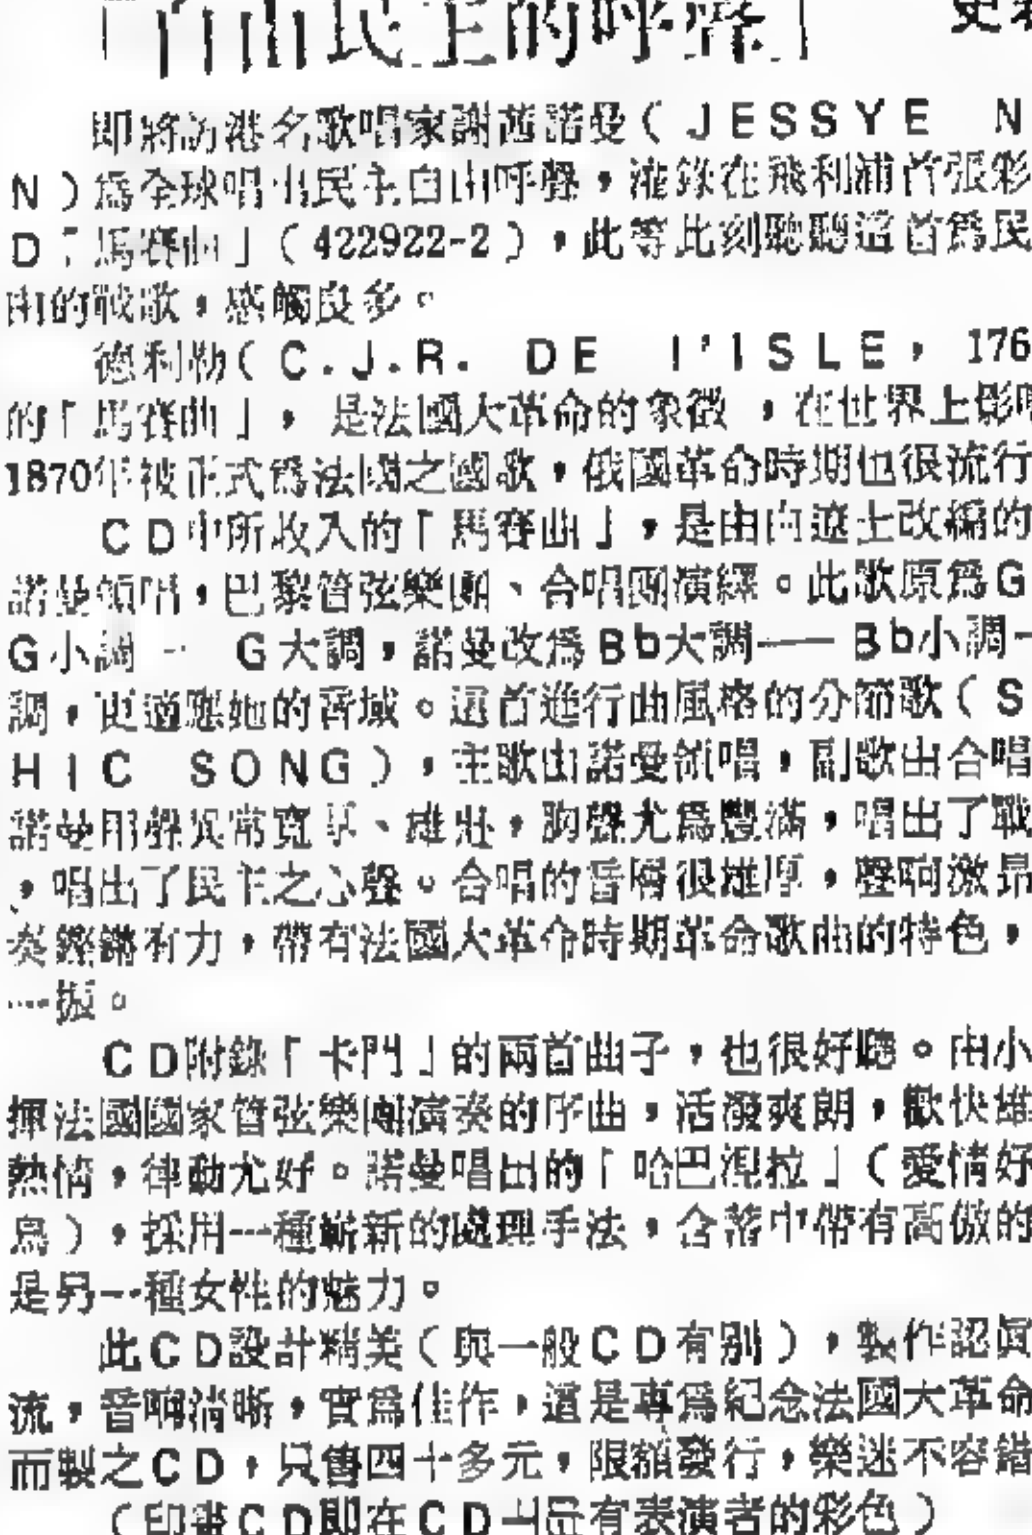 「自由民主的呼聲」 史
即將訪港名歌唱家謝茜諾曼(JESSYE N
N)爲全球唱出民主自由呼聲,灌錄在飛利浦首張彩
D「馬賽曲」(422922-2),此等此刻聽聽這首爲民
由的戰歌,感觸良多。
德利勒(C.J.R. DE I'ISLE, 176
的「馬賽曲」, 是法國大革命的象徵 ,在世界上影
1870年被正式爲法國之國歌,俄國革命時期也很流行
CD中所收入的「馬賽曲」,是由白遼士改編的
諾曼領唱,巴黎管弦樂團、合唱團演繹。此歌原爲G
G小調— G大調,諾曼改爲Bb大調——Bb小調—
調,更適應她的音域。這首進行曲風格的分節歌(S
HIC SONG),主歌由諾曼領唱,副歌由合唱
諾曼用聲異常寬厚、雄壯,胸聲尤爲豐滿,唱出了戰
,唱出了民主之心聲。合唱的音層很雄厚,聲響激昂
奏鏗鏘有力,帶有法國大革命時期革命歌曲的特色,
一振。
CD附錄「卡門」的兩首曲子,也很好聽。由小
揮法國國家管弦樂團演奏的序曲,活潑爽朗,歡快雄
熱情,律動尤好。諾曼唱出的「哈巴涅拉」(愛情好
鳥),採用一種嶄新的處理手法,含蓄中帶有高傲的
是另一種女性的魅力。
此CD設計精美(與一般CD有別),製作認眞
流,音響清晰,實爲佳作,這是專爲紀念法國大革命
而製之CD,只售四十多元,限額發行,樂迷不容錯
(印畫CD即在CD上印有表演者的彩色)